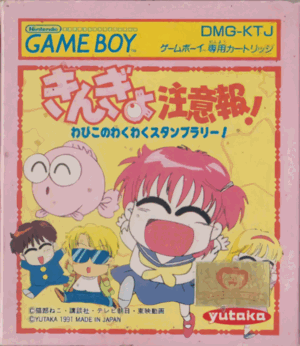 Nintendo
GAME BOY
DMG-KTJ
ゲームボーイ専用カートリッジ
きんぎょ注意報!
わぴこのわくわくスタンプラリー!
©猫部ねこ・講談社・テレビ朝日・東映動画
©YUTAKA 1991 MADE IN JAPAN
yutaka